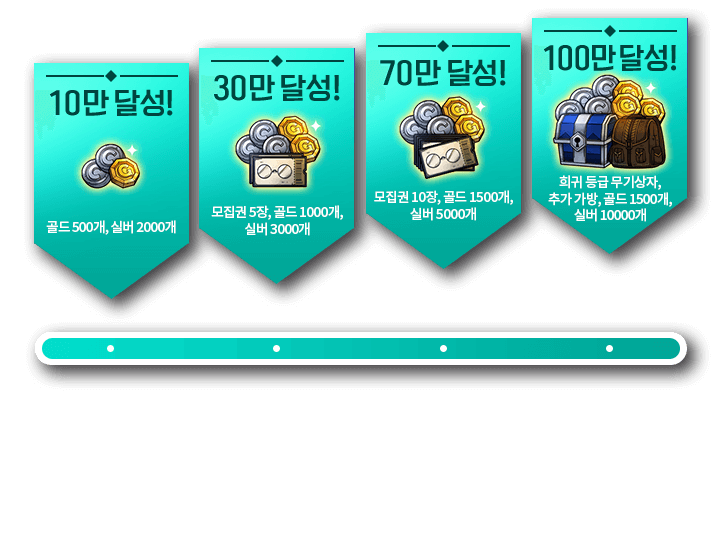 10만 달성!
골드 500개, 실버 2000개
30만 달성!
모집권 5장, 골드 1000개,
실버 3000개
70만 달성!
모집권 10장, 골드 1500개,
실버 5000개
100만 달성!
희귀 등급 무기상자,
추가 가방, 골드 1500개,
실버 10000개